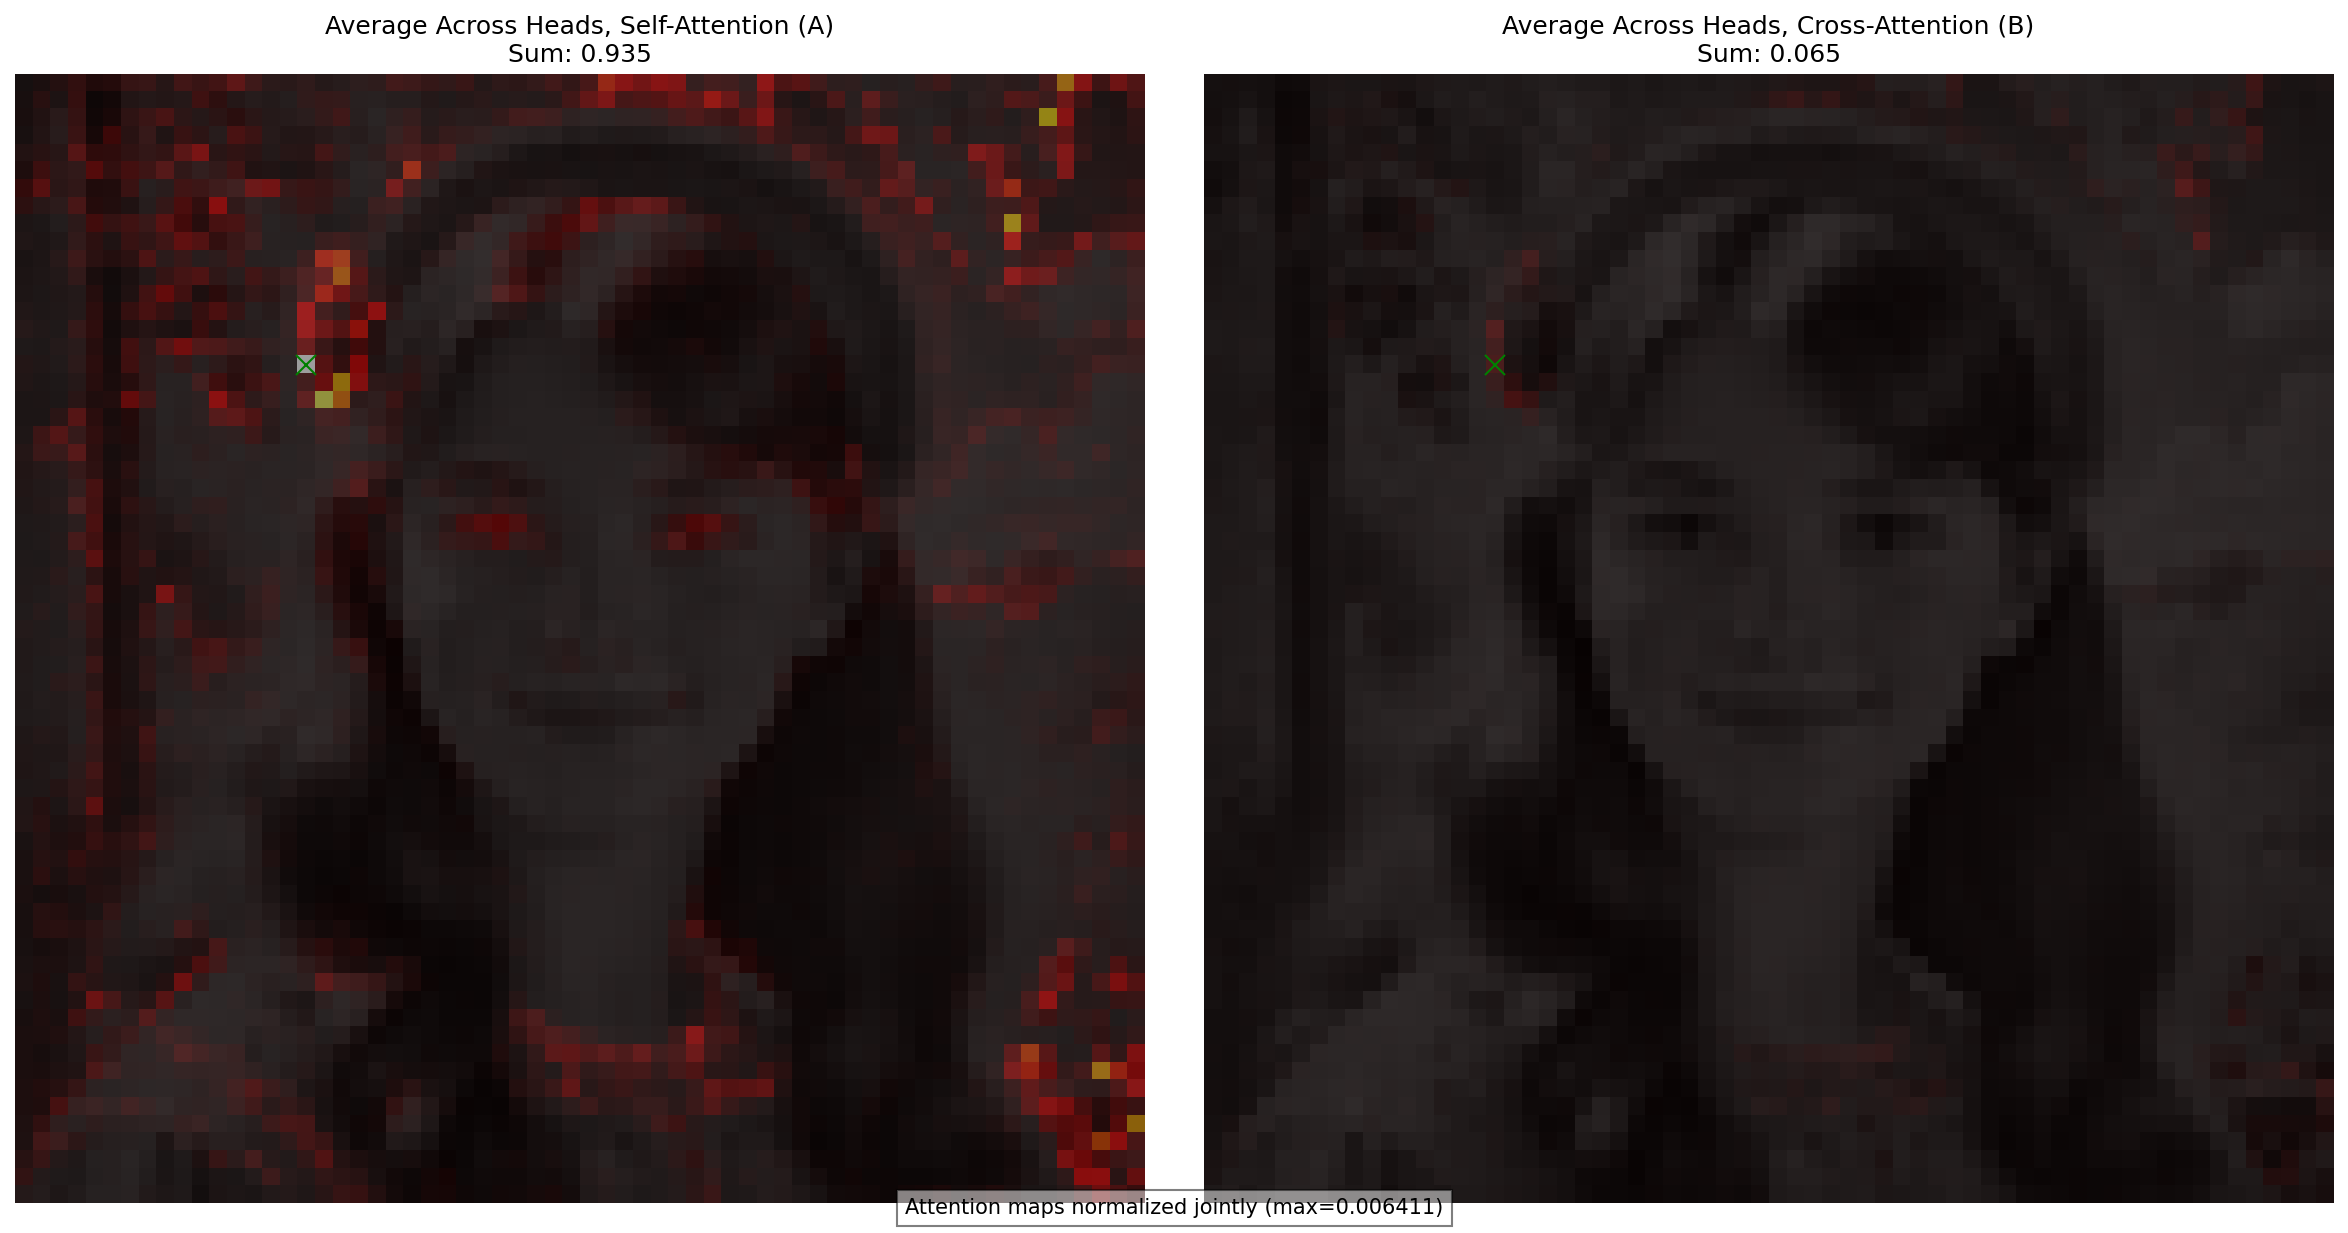 Average Across Heads, Self-Attention (A)
Sum: 0.935
Average Across Heads, Cross-Attention (B)
Sum: 0.065
Attention maps normalized jointly (max=0.006411)